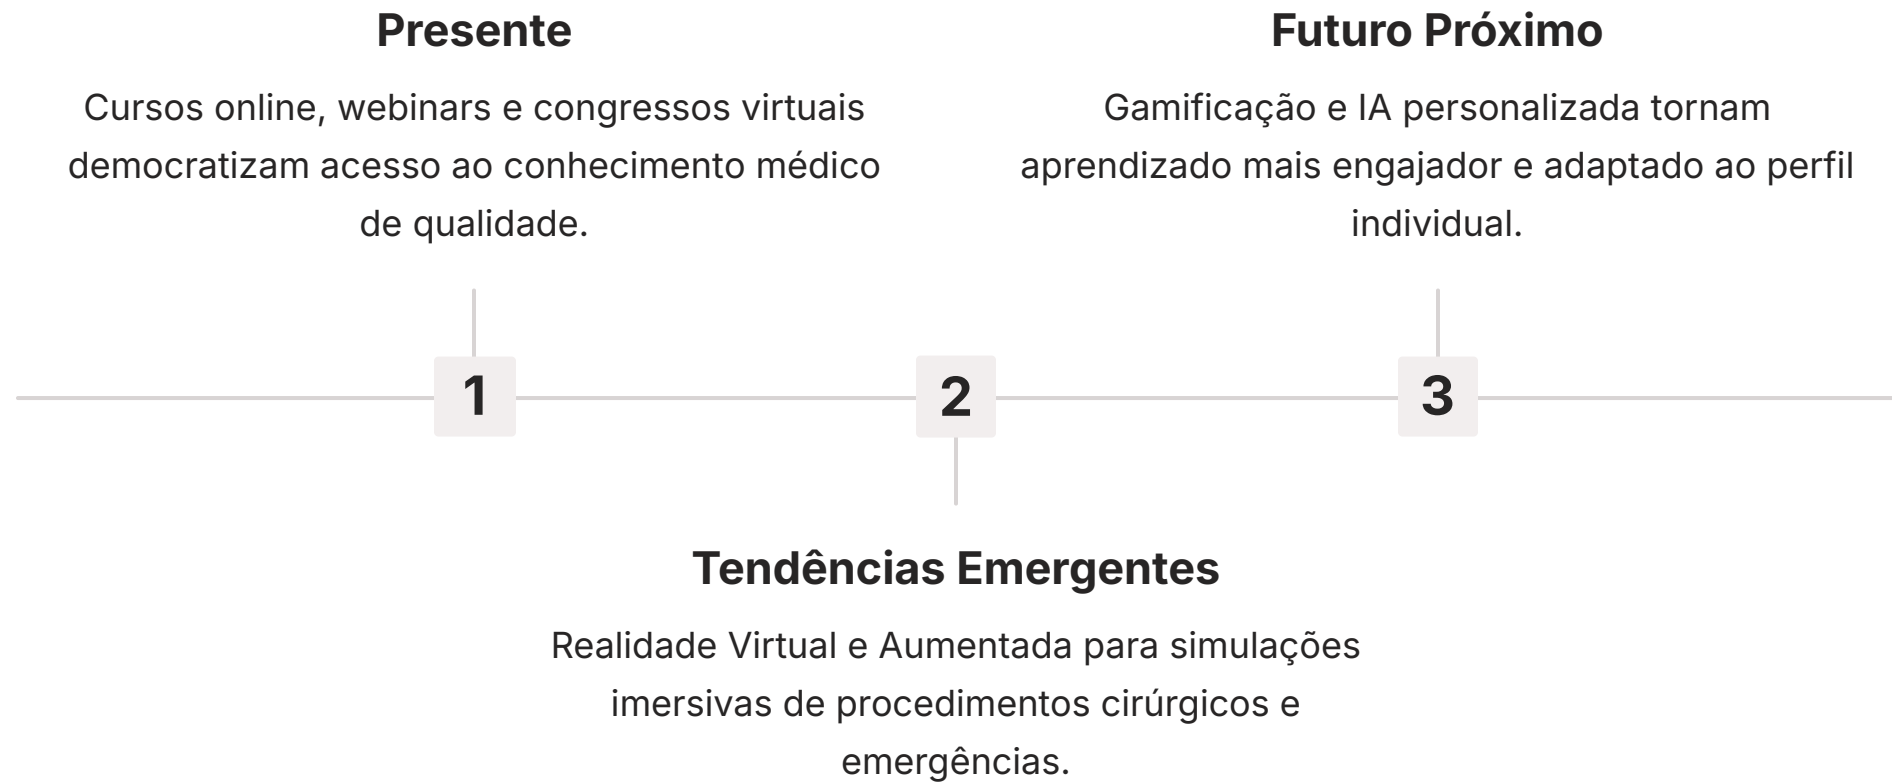 Presente
Cursos online, webinars e congressos virtuais
democratizam acesso ao conhecimento médico
de qualidade.
Futuro Próximo
Gamificação e IA personalizada tornam
aprendizado mais engajador e adaptado ao perfil
individual.
1
2
3
Tendências Emergentes
Realidade Virtual e Aumentada para simulações
imersivas de procedimentos cirúrgicos e
emergências.